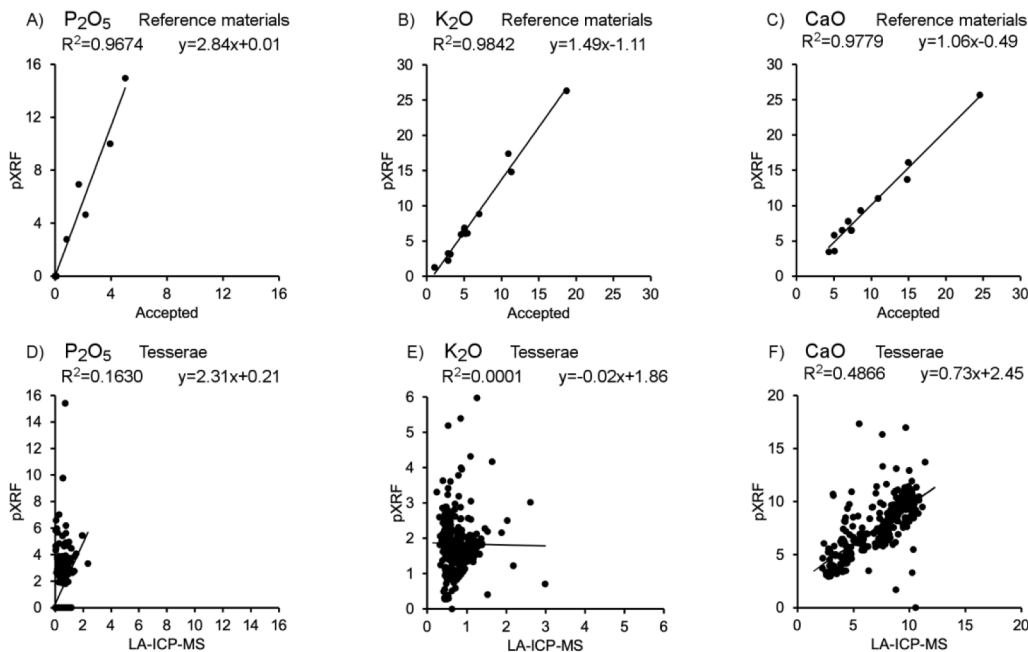 A) P₂O₅ Reference materials
R²=0.9674 y=2.84x+0.01
16
12
8
4
0
pXRF
0 4 8 12 16
Accepted
B) K₂O Reference materials
R²=0.9842 y=1.49x-1.11
30
25
20
15
10
5
0
pXRF
0 5 10 15 20 25 30
Accepted
C) CaO Reference materials
R²=0.9779 y=1.06x-0.49
30
25
20
15
10
5
0
pXRF
0 5 10 15 20 25 30
Accepted
D) P₂O₅ Tesserae
R²=0.1630 y=2.31x+0.21
16
14
12
10
8
6
4
2
0
pXRF
0 2 4 6 8 10 12 14 16
LA-ICP-MS
E) K₂O Tesserae
R²=0.0001 y=-0.02x+1.86
6
5
4
3
2
1
0
pXRF
0 1 2 3 4 5 6
LA-ICP-MS
F) CaO Tesserae
R²=0.4866 y=0.73x+2.45
20
15
10
5
0
pXRF
0 5 10 15 20
LA-ICP-MS